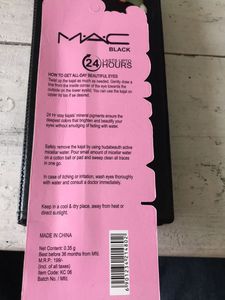 MAC
BLACK
24 HOURS
HOW TO GET ALL-DAY BEAUTIFUL EYES
Twist up the kajal as much as needed. Gently draw a
line from the inside corner of the eye towards the
outside on the lower eyelid. You can use the kajal on
upper lid as well.
24 Hr stay kajals' mineral pigments ensure the
deepest colors that brighten and beautify your
eyes without smudging of fading with water.
Safely remove the kajal by using hudabeauth active
micellar water. Pour small amount of micellar water
on a cotton ball or pad and sweep clean all traces
in one go.
In case of itching or irritation, wash eyes thoroughly
with water and consult a doctor immediately.
Keep in a cool & dry place, away from heat or
direct sunlight.
MADE IN CHINA
Net Content: 0.35 g
Best before 36 months from Mfd.
M.R.P.: 199/-
(Incl. of all taxes)
Item Code: KC 06
Batch No. / Mfd.